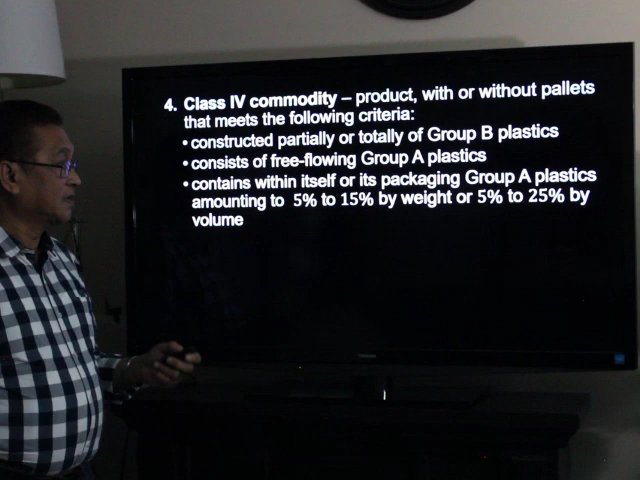 4. Class IV commodity – product, with or without pallets
that meets the following criteria:
• constructed partially or totally of Group B plastics
• consists of free-flowing Group A plastics
• contains within itself or its packaging Group A plastics
amounting to 5% to 15% by weight or 5% to 25% by
volume